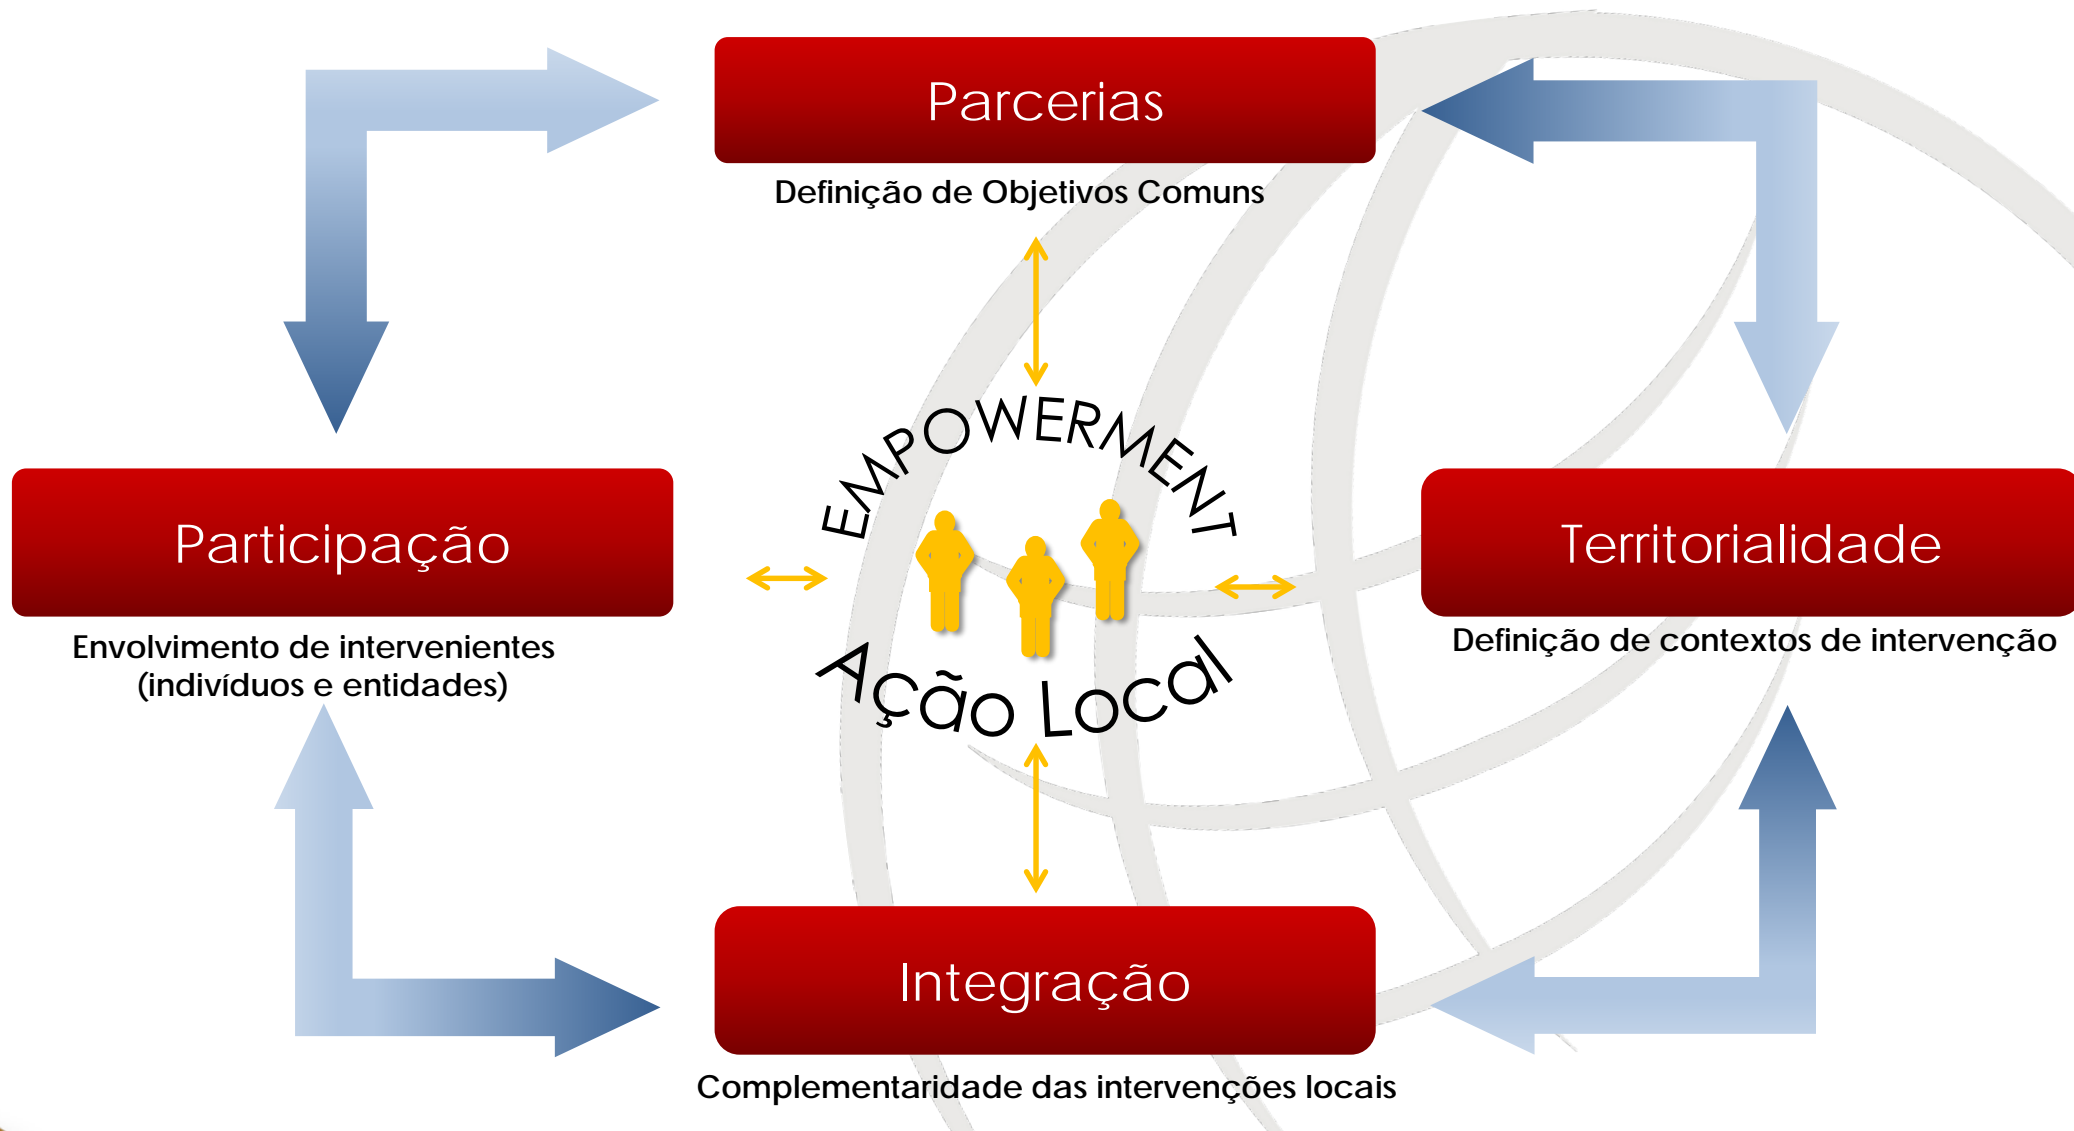 Parcerias
Definição de Objetivos Comuns
EMPOWERMENT
Participação
Territorialidade
Envolvimento de intervenientes
(indivíduos e entidades)
Definição de contextos de intervenção
Ação Local
Integração
Complementaridade das intervenções locais